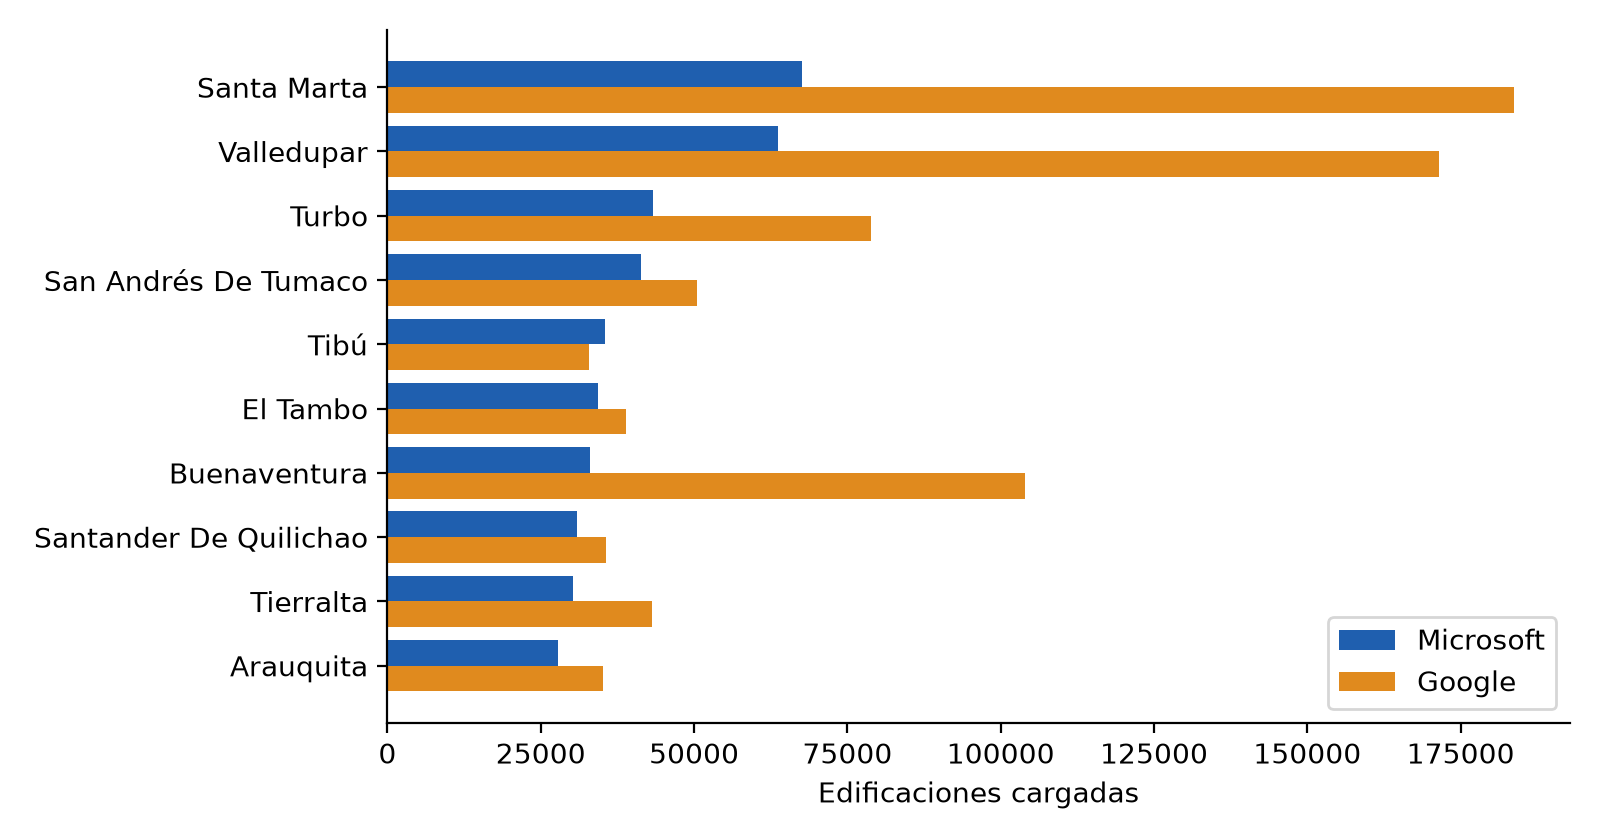 Santa Marta
Valledupar
Turbo
San Andrés De Tumaco
Tibú
El Tambo
Buenaventura
Santander De Quilichao
Tierralta
Arauquita
Microsoft
Google
0 25000 50000 75000 100000 125000 150000 175000
Edificaciones cargadas